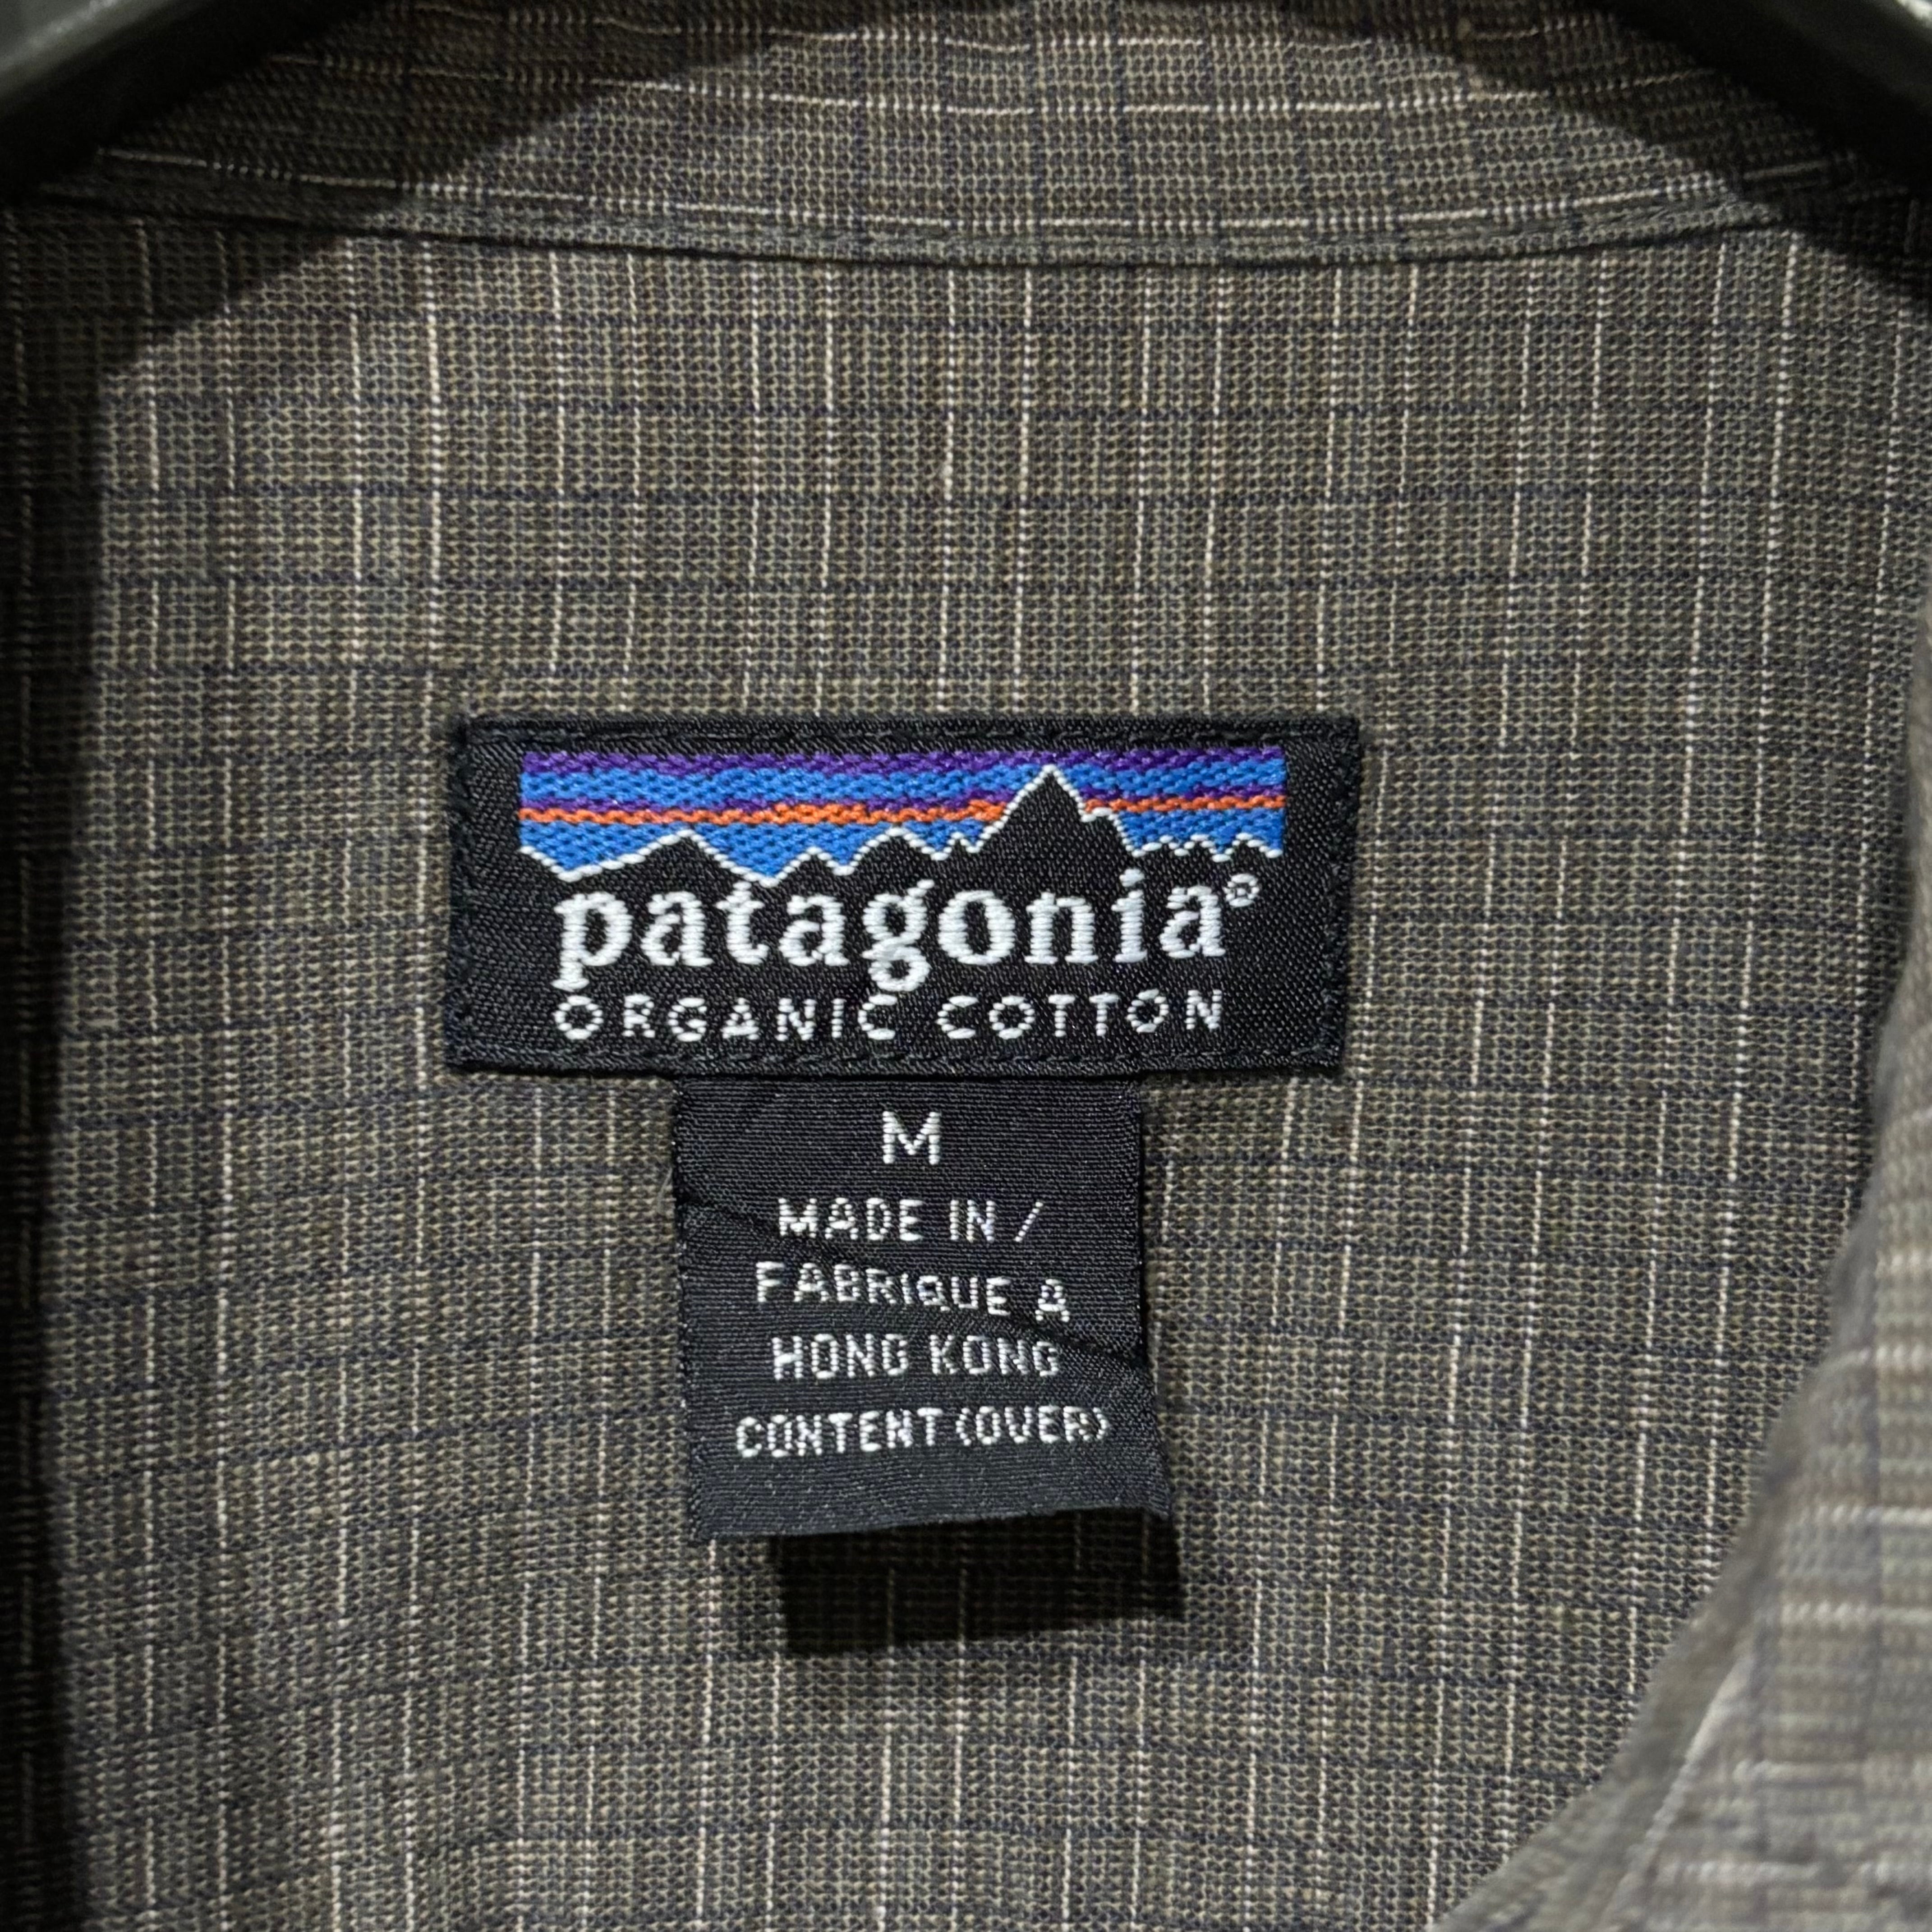 patagonia®
ORGANIC COTTON
M
MADE IN /
FABRIQUE A
HONG KONG
CONTENT (OVER)